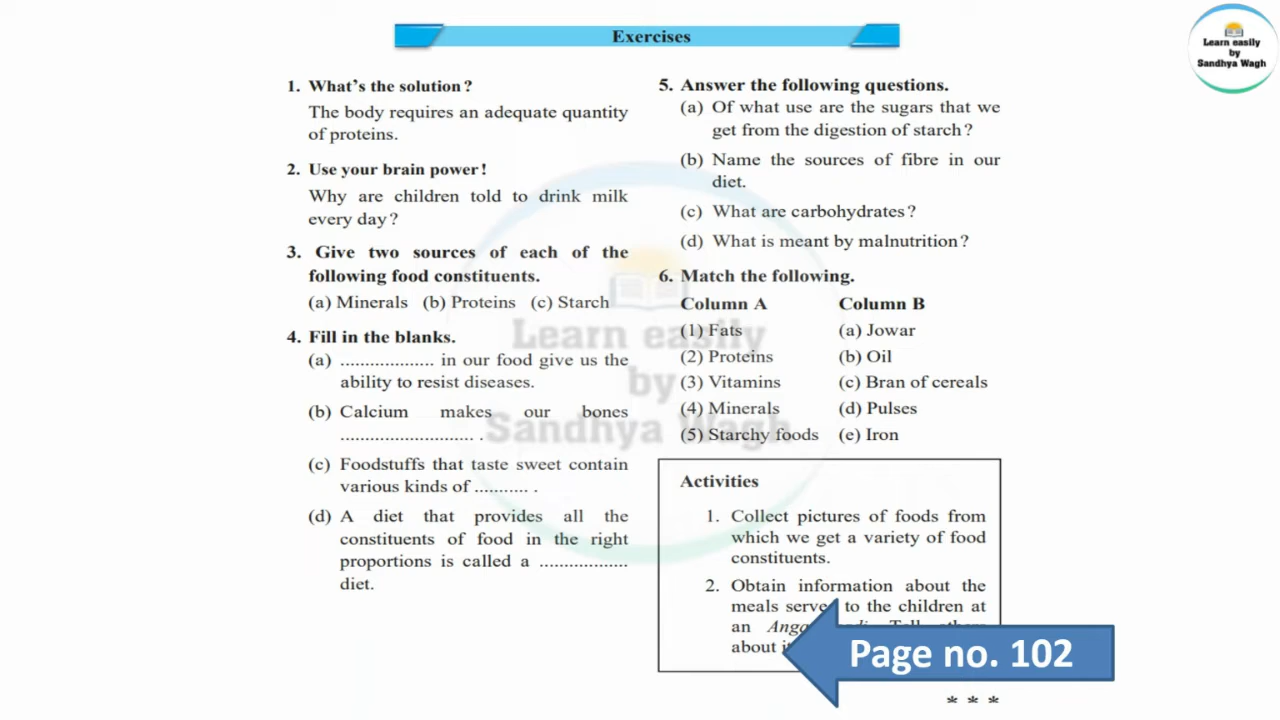 Exercises
Learn easily
by
Sandhya Wagh
1. What's the solution?
The body requires an adequate quantity
of proteins.
2. Use your brain power!
Why are children told to drink milk
every day?
3. Give two sources of each of the
following food constituents.
(a) Minerals (b) Proteins (c) Starch
4. Fill in the blanks.
(a) ................... in our food give us the
ability to resist diseases.
(b) Calcium makes our bones
........................... .
(c) Foodstuffs that taste sweet contain
various kinds of ........... .
(d) A diet that provides all the
constituents of food in the right
proportions is called a ..................
diet.
5. Answer the following questions.
(a) Of what use are the sugars that we
get from the digestion of starch?
(b) Name the sources of fibre in our
diet.
(c) What are carbohydrates?
(d) What is meant by malnutrition?
6. Match the following.
Column A Column B
(1) Fats (a) Jowar
(2) Proteins (b) Oil
(3) Vitamins (c) Bran of cereals
(4) Minerals (d) Pulses
(5) Starchy foods (e) Iron
Activities
1. Collect pictures of foods from
which we get a variety of food
constituents.
2. Obtain information about the
meals to the children at
an
about
Page no. 102
* * *
Learn easily
by
Sandhya Wagh